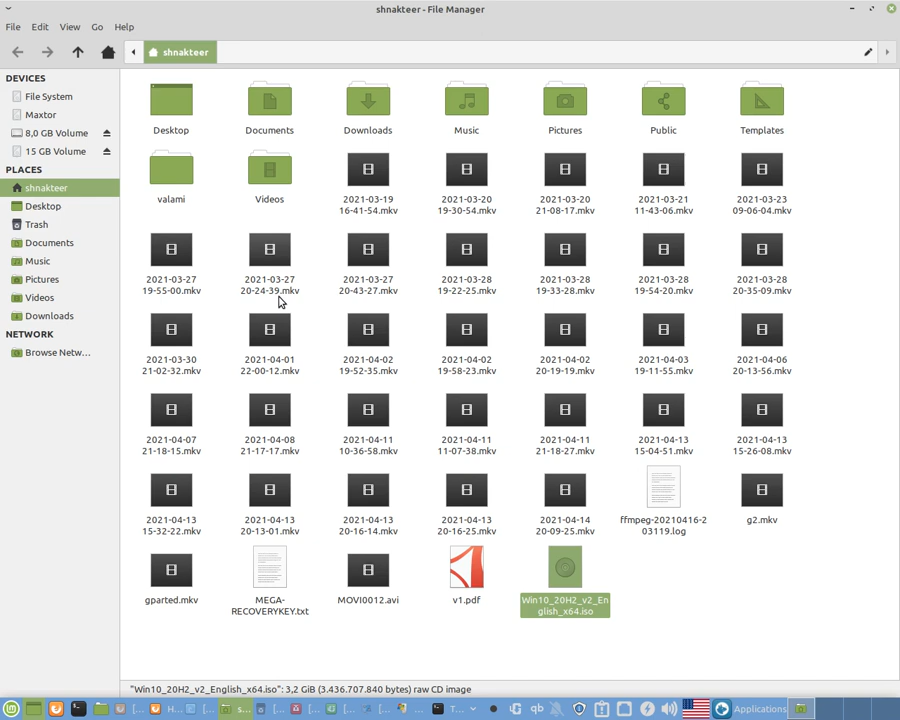 shnakteer - File Manager
File Edit View Go Help
shnakteer
DEVICES
File System
Maxtor
8,0 GB Volume
15 GB Volume
PLACES
shnakteer
Desktop
Trash
Documents
Music
Pictures
Videos
Downloads
NETWORK
Browse Netw...
Desktop Documents Downloads Music Pictures Public Templates
valami Videos 2021-03-19 2021-03-20 2021-03-20 2021-03-21 2021-03-23
16-41-54.mkv 19-30-54.mkv 21-08-17.mkv 11-43-06.mkv 09-06-04.mkv
2021-03-27 2021-03-27 2021-03-27 2021-03-28 2021-03-28 2021-03-28 2021-03-28
19-55-00.mkv 20-24-39.mkv 20-43-27.mkv 19-22-25.mkv 19-33-28.mkv 19-54-20.mkv 20-35-09.mkv
2021-03-30 2021-04-01 2021-04-02 2021-04-02 2021-04-02 2021-04-03 2021-04-06
21-02-32.mkv 22-00-12.mkv 19-52-35.mkv 19-58-23.mkv 20-19-19.mkv 19-11-55.mkv 20-13-56.mkv
2021-04-07 2021-04-08 2021-04-11 2021-04-11 2021-04-11 2021-04-13 2021-04-13
21-18-15.mkv 21-17-17.mkv 10-36-58.mkv 11-07-38.mkv 21-18-27.mkv 15-04-51.mkv 15-26-08.mkv
2021-04-13 2021-04-13 2021-04-13 2021-04-13 2021-04-14 ffmpeg-20210416-2 g2.mkv
15-32-22.mkv 20-13-01.mkv 20-16-14.mkv 20-16-25.mkv 20-09-25.mkv 03119.log
gparted.mkv MEGA- MOVI0012.avi v1.pdf Win10_20H2_v2_En
RECOVERYKEY.txt glish_x64.iso
"Win10_20H2_v2_English_x64.iso": 3,2 GiB (3.436.707.840 bytes) raw CD image
[... H... [... s... [... [... [... [... [... [... T... Applications